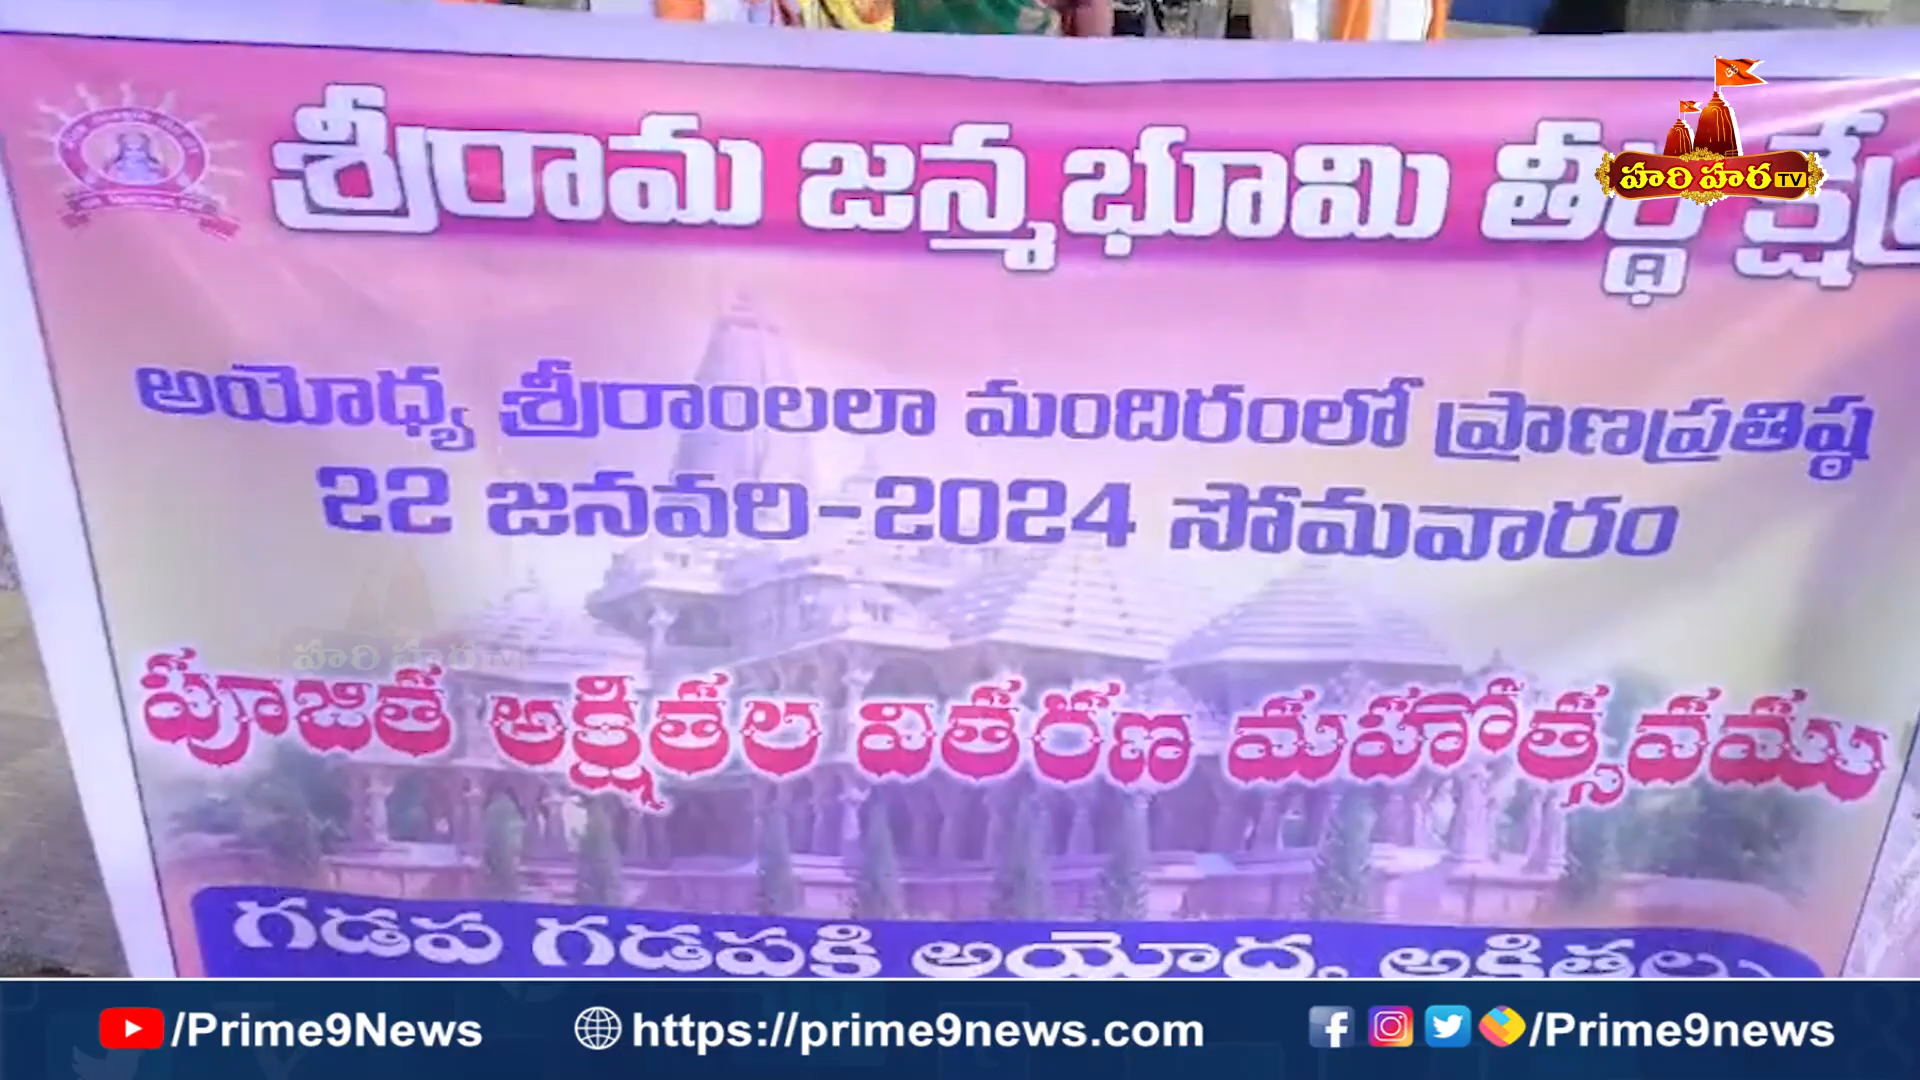 శ్రీరామ జన్మభూమి తీర్థ
హరి హర TV
అయోధ్య శ్రీరాంలలా మందిరంలో ప్రాణప్రతిష్ఠ
22 జనవరి-2024 సోమవారం
పూజిత అక్షితల వితరణ మహోత్సవము
గడప గడపకి అయోధ్య అక్షితలు
/Prime9News
https://prime9news.com
/Prime9news